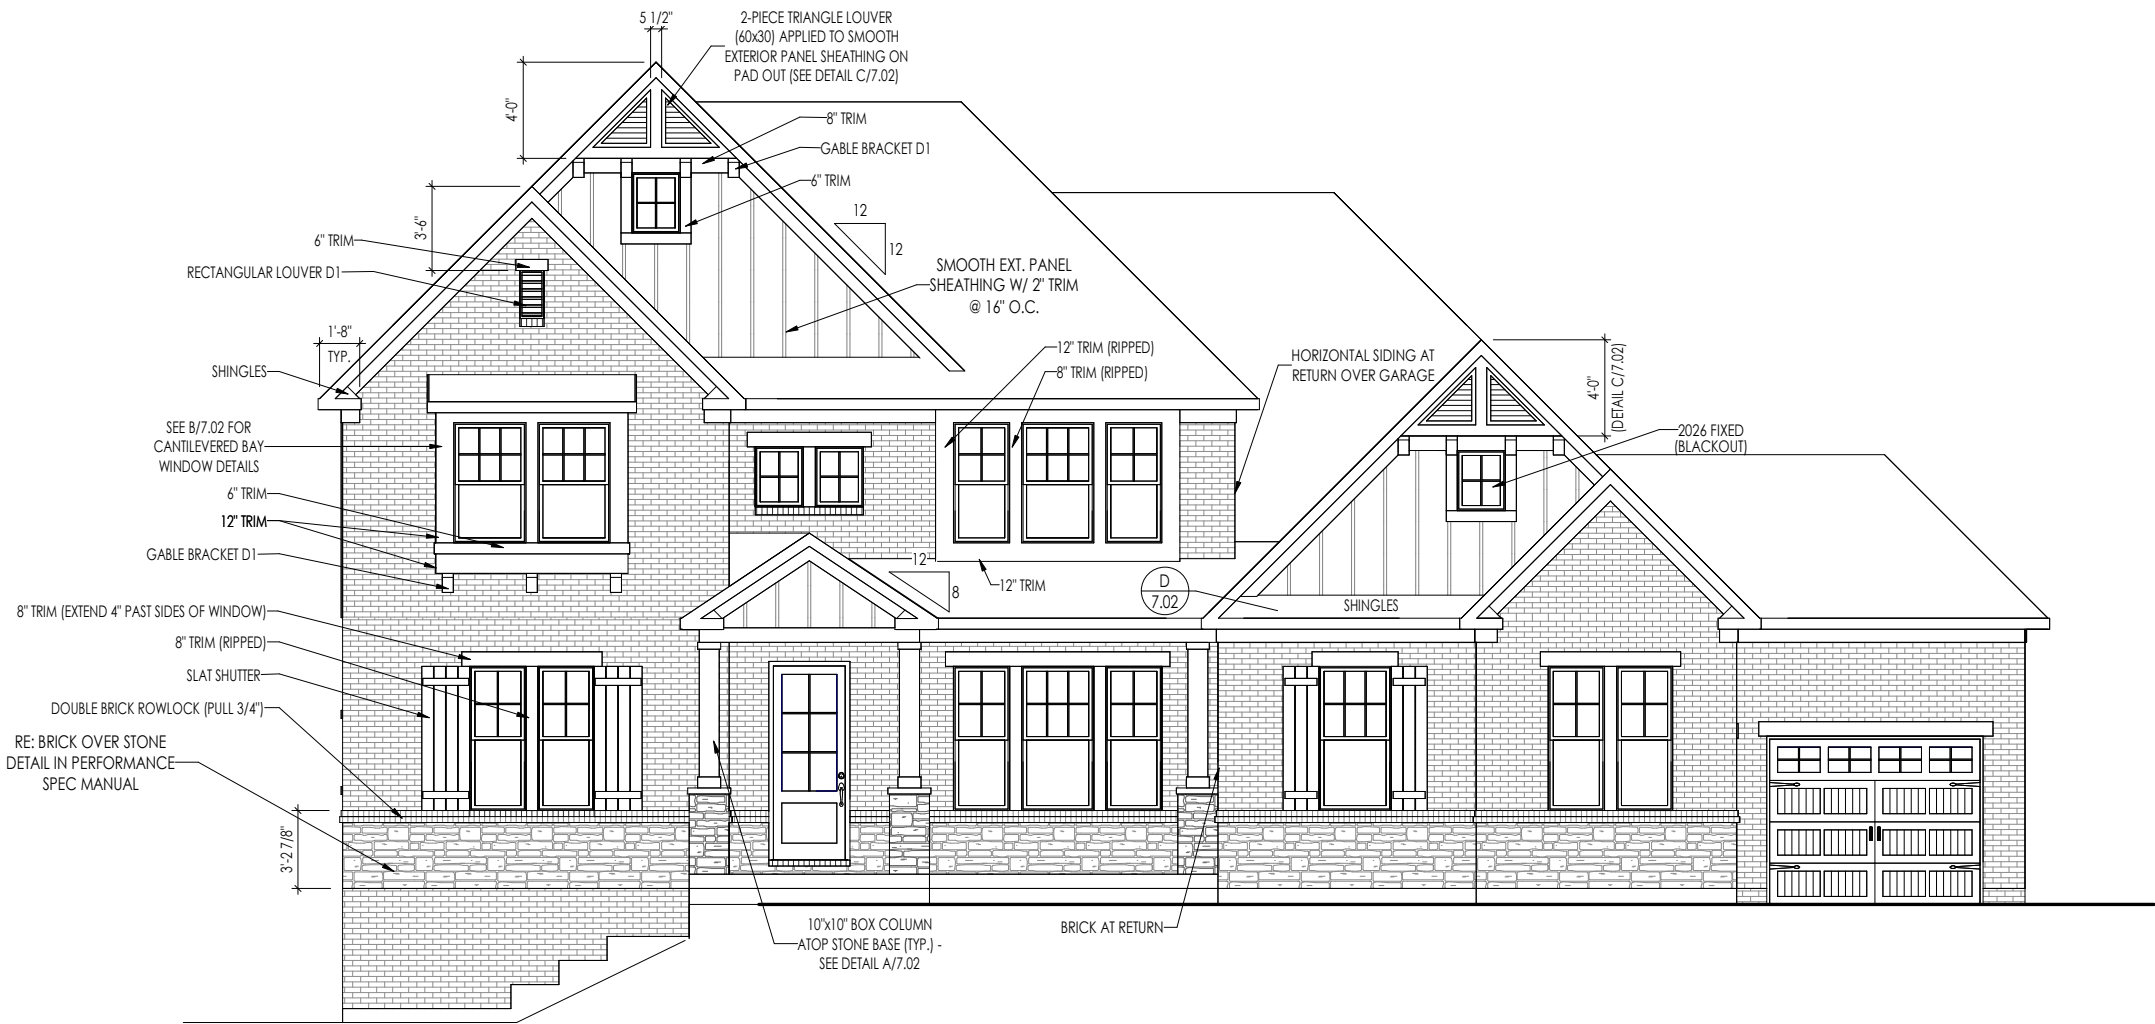 5 1/2"
2-PIECE TRIANGLE LOUVER
(60x30) APPLIED TO SMOOTH
EXTERIOR PANEL SHEATHING ON
PAD OUT (SEE DETAIL C/7.02)
4'-0"
8" TRIM
GABLE BRACKET D1
6" TRIM
3'-6"
12
12
6" TRIM
RECTANGULAR LOUVER D1
SMOOTH EXT. PANEL
SHEATHING W/ 2" TRIM
@ 16" O.C.
1'-8"
TYP.
SHINGLES
12" TRIM (RIPPED)
8" TRIM (RIPPED)
HORIZONTAL SIDING AT
RETURN OVER GARAGE
4'-0"
(DETAIL C/7.02)
2026 FIXED
(BLACKOUT)
SEE B/7.02 FOR
CANTILEVERED BAY
WINDOW DETAILS
6" TRIM
12" TRIM
GABLE BRACKET D1
12
8
12" TRIM
D
7.02
SHINGLES
8" TRIM (EXTEND 4" PAST SIDES OF WINDOW)
8" TRIM (RIPPED)
SLAT SHUTTER
DOUBLE BRICK ROWLOCK (PULL 3/4")
RE: BRICK OVER STONE
DETAIL IN PERFORMANCE
SPEC MANUAL
3'-2 7/8"
10"x10" BOX COLUMN
ATOP STONE BASE (TYP.) -
SEE DETAIL A/7.02
BRICK AT RETURN